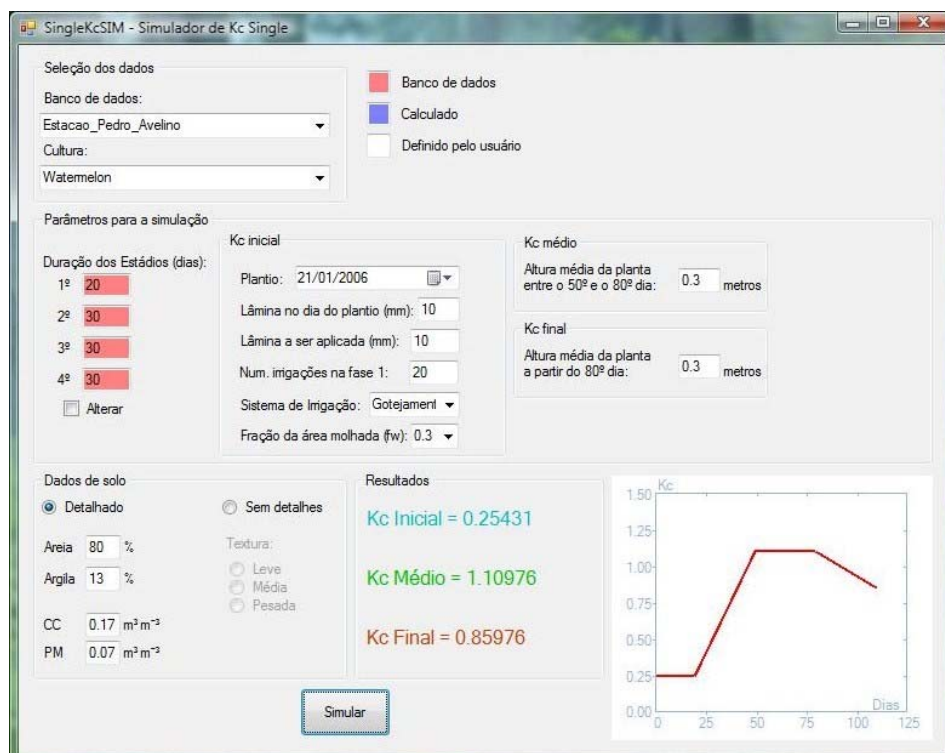 SingleKcSIM - Simulador de Kc Single
Seleção dos dados
Banco de dados:
Estacao_Pedro_Avelino
Cultura:
Watermelon
Banco de dados
Calculado
Definido pelo usuário
Parâmetros para a simulação
Duração dos Estádios (dias):
1º 20
2º 30
3º 30
4º 30
Alterar
Kc inicial
Plantio: 21/01/2006
Lâmina no dia do plantio (mm): 10
Lâmina a ser aplicada (mm): 10
Num. irrigações na fase 1: 20
Sistema de Irrigação: Gotejament
Fração da área molhada (fw): 0.3
Kc médio
Altura média da planta
entre o 50º e o 80º dia: 0.3 metros
Kc final
Altura média da planta
a partir do 80º dia: 0.3 metros
Dados de solo
Detalhado
Sem detalhes
Areia 80 %
Argila 13 %
CC 0.17 m³m⁻³
PM 0.07 m³m⁻³
Textura:
Leve
Média
Pesada
Resultados
Kc Inicial = 0.25431
Kc Médio = 1.10976
Kc Final = 0.85976
Simular
Kc
1.50
1.25
1.00
0.75
0.50
0.25
0.00
0 25 50 75 100 125
Dias